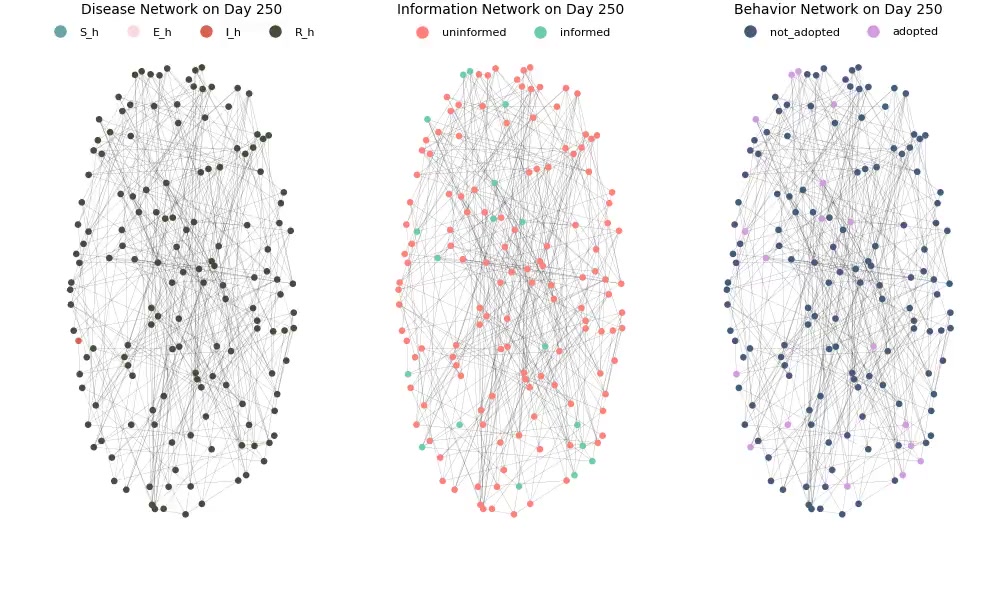 Disease Network on Day 250
S_h E_h I_h R_h
Information Network on Day 250
uninformed informed
Behavior Network on Day 250
not_adopted adopted